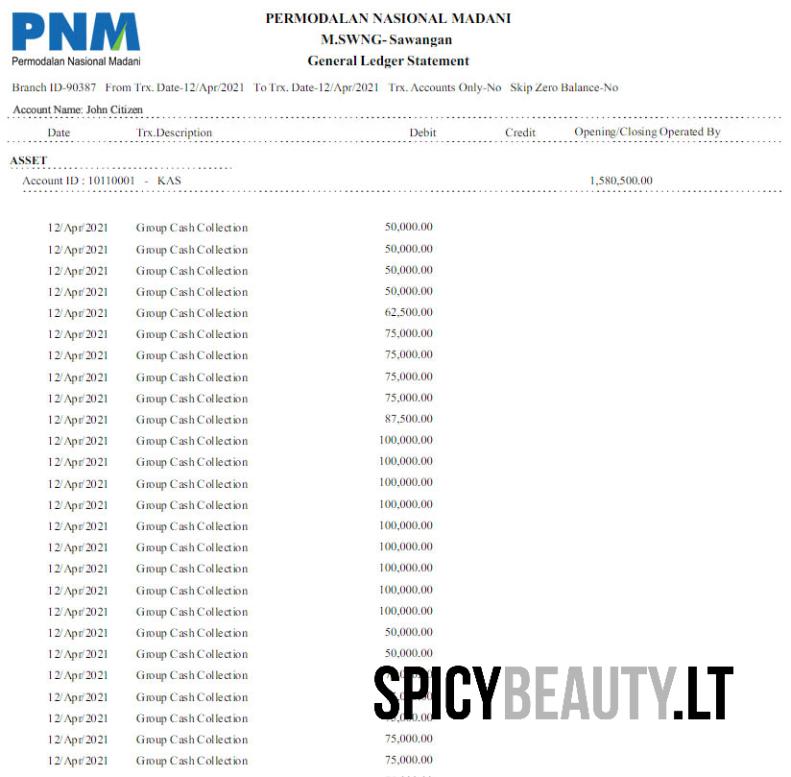 PNM
Permodalan Nasional Madani
PERMODALAN NASIONAL MADANI
M.SWNG- Sawangan
General Ledger Statement
Branch ID-90387 From Trx. Date-12/Apr/2021 To Trx. Date-12/Apr/2021 Trx. Accounts Only-No Skip Zero Balance-No
Account Name: John Citizen
Date Trx.Description Debit Credit Opening/Closing Operated By
ASSET
Account ID : 10110001 - KAS 1,580,500.00
12/Apr/2021 Group Cash Collection 50,000.00
12/Apr/2021 Group Cash Collection 50,000.00
12/Apr/2021 Group Cash Collection 50,000.00
12/Apr/2021 Group Cash Collection 50,000.00
12/Apr/2021 Group Cash Collection 62,500.00
12/Apr/2021 Group Cash Collection 75,000.00
12/Apr/2021 Group Cash Collection 75,000.00
12/Apr/2021 Group Cash Collection 75,000.00
12/Apr/2021 Group Cash Collection 75,000.00
12/Apr/2021 Group Cash Collection 87,500.00
12/Apr/2021 Group Cash Collection 100,000.00
12/Apr/2021 Group Cash Collection 100,000.00
12/Apr/2021 Group Cash Collection 100,000.00
12/Apr/2021 Group Cash Collection 100,000.00
12/Apr/2021 Group Cash Collection 100,000.00
12/Apr/2021 Group Cash Collection 100,000.00
12/Apr/2021 Group Cash Collection 100,000.00
12/Apr/2021 Group Cash Collection 100,000.00
12/Apr/2021 Group Cash Collection 100,000.00
12/Apr/2021 Group Cash Collection 50,000.00
12/Apr/2021 Group Cash Collection 50,000.00
12/Apr/2021 Group Cash Collection
12/Apr/2021 Group Cash Collection
SPICYBEAUTY.LT
12/Apr/2021 Group Cash Collection
12/Apr/2021 Group Cash Collection 75,000.00
12/Apr/2021 Group Cash Collection 75,000.00